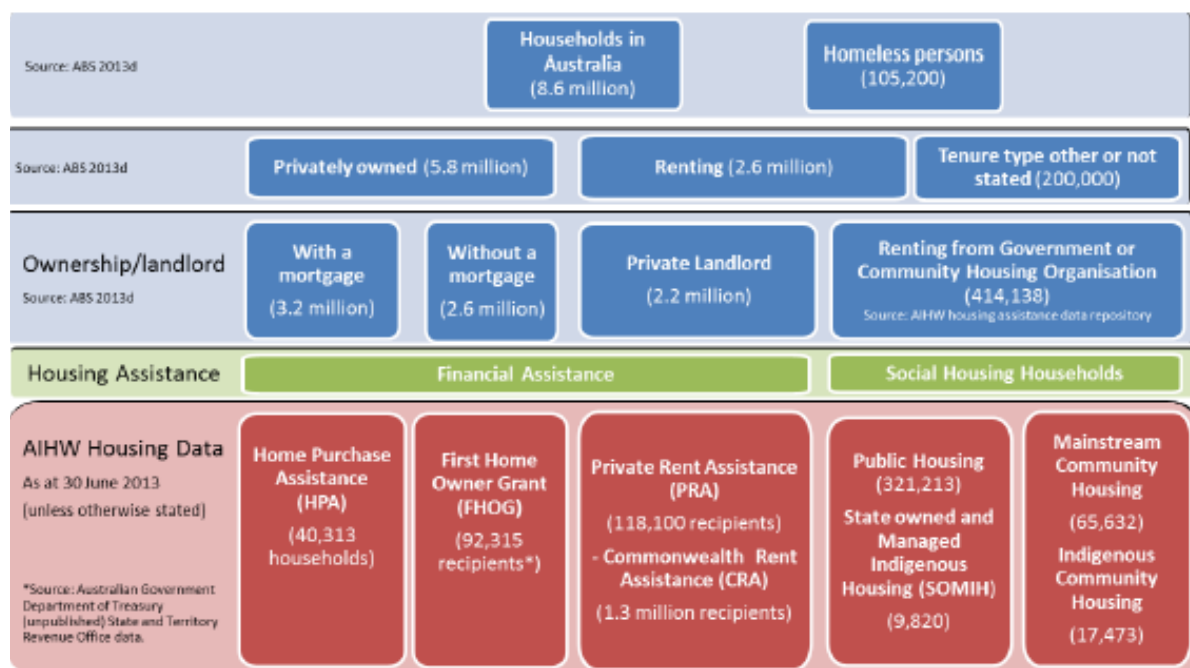 Source: ABS 2013d
Households in
Australia
(8.6 million)
Homeless persons
(105,200)
Source: ABS 2013d
Privately owned (5.8 million)
Renting (2.6 million)
Tenure type other or not
stated (200,000)
Ownership/landlord
Source: ABS 2013d
With a
mortgage
(3.2 million)
Without a
mortgage
(2.6 million)
Private Landlord
(2.2 million)
Renting from Government or
Community Housing Organisation
(414,138)
Source: AIHW housing assistance data repository
Housing Assistance
Financial Assistance
Social Housing Households
AIHW Housing Data
As at 30 June 2013
(unless otherwise stated)
*Source: Australian Government
Department of Treasury
(unpublished) State and Territory
Revenue Office data.
Home Purchase
Assistance
(HPA)
(40,313
households)
First Home
Owner Grant
(FHOG)
(92,315
recipients*)
Private Rent Assistance
(PRA)
(118,100 recipients)
- Commonwealth Rent
Assistance (CRA)
(1.3 million recipients)
Public Housing
(321,213)
State owned and
Managed
Indigenous
Housing (SOMIH)
(9,820)
Mainstream
Community
Housing
(65,632)
Indigenous
Community
Housing
(17,473)